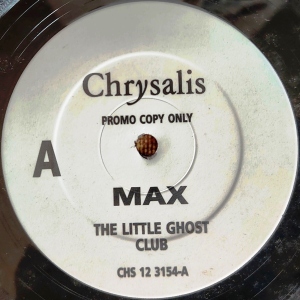 Chrysalis
PROMO COPY ONLY
A
MAX
THE LITTLE GHOST
CLUB
CHS 12 3154-A